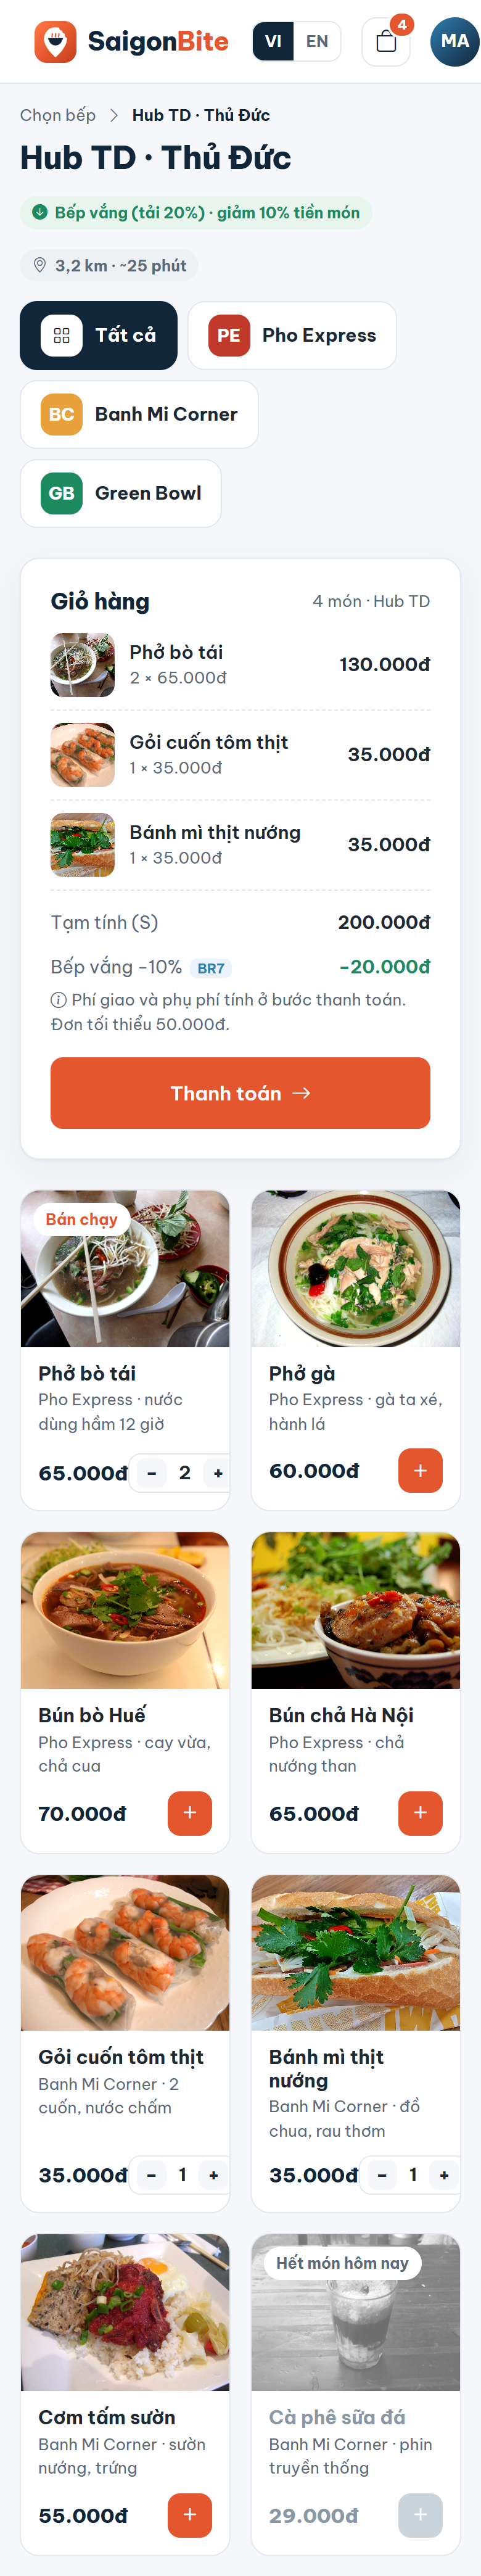 SaigonBite VI EN 4 MA
Chọn bếp Hub TD · Thủ Đức
Hub TD · Thủ Đức
Bếp vắng (tải 20%) · giảm 10% tiền món
3,2 km · ~25 phút
Tất cả PE Pho Express
BC Banh Mi Corner
GB Green Bowl
Giỏ hàng 4 món · Hub TD
Phở bò tái 130.000đ
2 × 65.000đ
Gỏi cuốn tôm thịt 35.000đ
1 × 35.000đ
Bánh mì thịt nướng 35.000đ
1 × 35.000đ
Tạm tính (S) 200.000đ
Bếp vắng −10% BR7 −20.000đ
Phí giao và phụ phí tính ở bước thanh toán.
Đơn tối thiểu 50.000đ.
Thanh toán →
Bán chạy
Phở bò tái
Pho Express · nước
dùng hầm 12 giờ
65.000đ − 2 +
Phở gà
Pho Express · gà ta xé,
hành lá
60.000đ +
Bún bò Huế
Pho Express · cay vừa,
chả cua
70.000đ +
Bún chả Hà Nội
Pho Express · chả
nướng than
65.000đ +
Gỏi cuốn tôm thịt
Banh Mi Corner · 2
cuốn, nước chấm
35.000đ − 1 +
Bánh mì thịt
nướng
Banh Mi Corner · đồ
chua, rau thơm
35.000đ − 1 +
Cơm tấm sườn
Banh Mi Corner · sườn
nướng, trứng
55.000đ +
Hết món hôm nay
Cà phê sữa đá
Banh Mi Corner · phin
truyền thống
29.000đ +